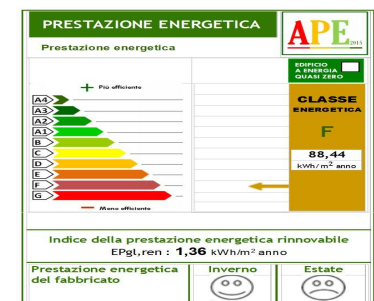 PRESTAZIONE ENERGETICA
APE 2015
Prestazione energetica
EDIFICIO
A ENERGIA
QUASI ZERO
+ Più efficiente
CLASSE
ENERGETICA
A4
A3
A2
A1
B
C
D
E
F
G
F
88,44
kWh/m² anno
— Meno efficiente
Indice della prestazione energetica rinnovabile
EPgl,ren : 1,36 kWh/m² anno
Prestazione energetica
del fabbricato
Inverno
Estate